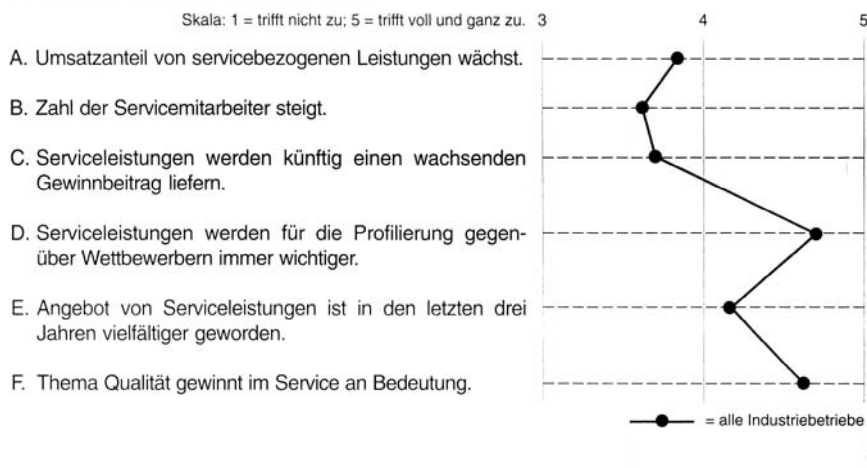 Skala: 1 = trifft nicht zu; 5 = trifft voll und ganz zu. 3 4 5
A. Umsatzanteil von servicebezogenen Leistungen wächst.
B. Zahl der Servicemitarbeiter steigt.
C. Serviceleistungen werden künftig einen wachsenden
Gewinnbeitrag liefern.
D. Serviceleistungen werden für die Profilierung gegen-
über Wettbewerbern immer wichtiger.
E. Angebot von Serviceleistungen ist in den letzten drei
Jahren vielfältiger geworden.
F. Thema Qualität gewinnt im Service an Bedeutung.
= alle Industriebetriebe